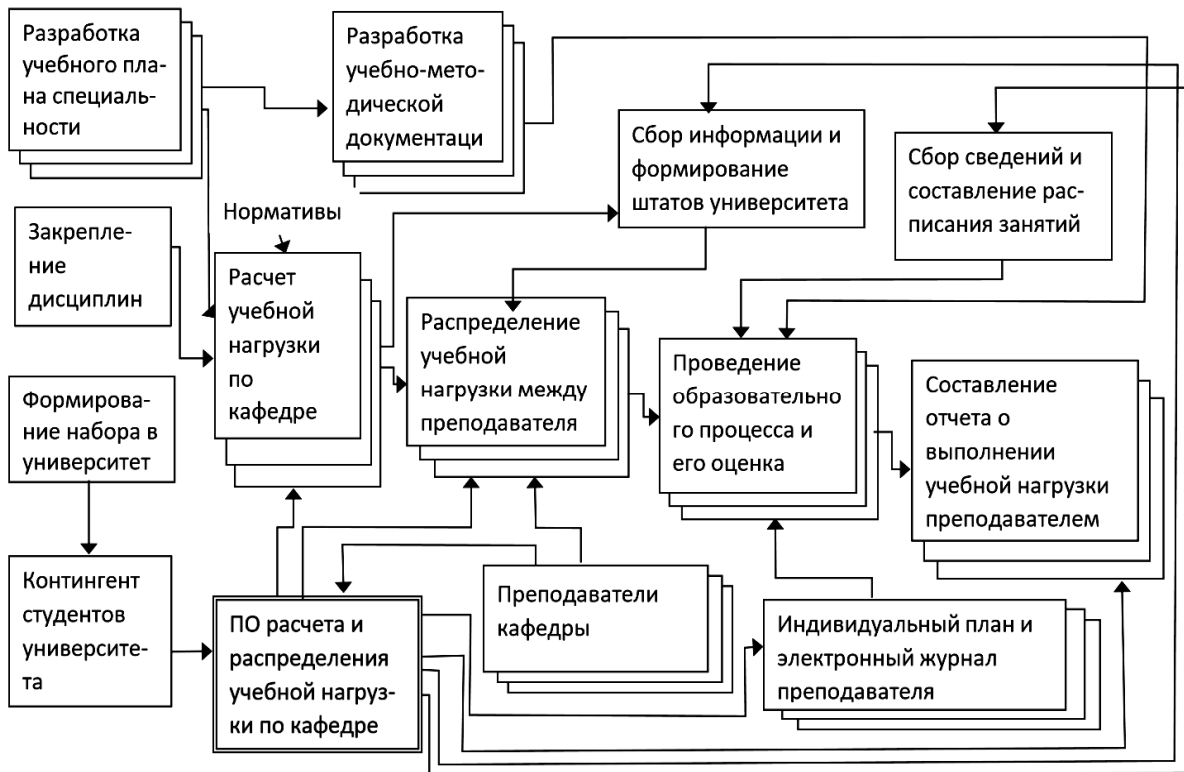 Разработка
учебного пла-
на специаль-
ности
Разработка
учебно-мето-
дической
документаци
Сбор информации и
формирование
штатов университета
Сбор сведений и
составление рас-
писания занятий
Закрепле-
ние
дисциплин
Нормативы
Расчет
учебной
нагрузки
по
кафедре
Распределение
учебной
нагрузки между
преподавателя
Проведение
образовательно
го процесса и
его оценка
Составление
отчета о
выполнении
учебной нагрузки
преподавателем
Формирова-
ние набора в
университет
Контингент
студентов
университе-
та
ПО расчета и
распределения
учебной нагруз-
ки по кафедре
Преподаватели
кафедры
Индивидуальный план и
электронный журнал
преподавателя